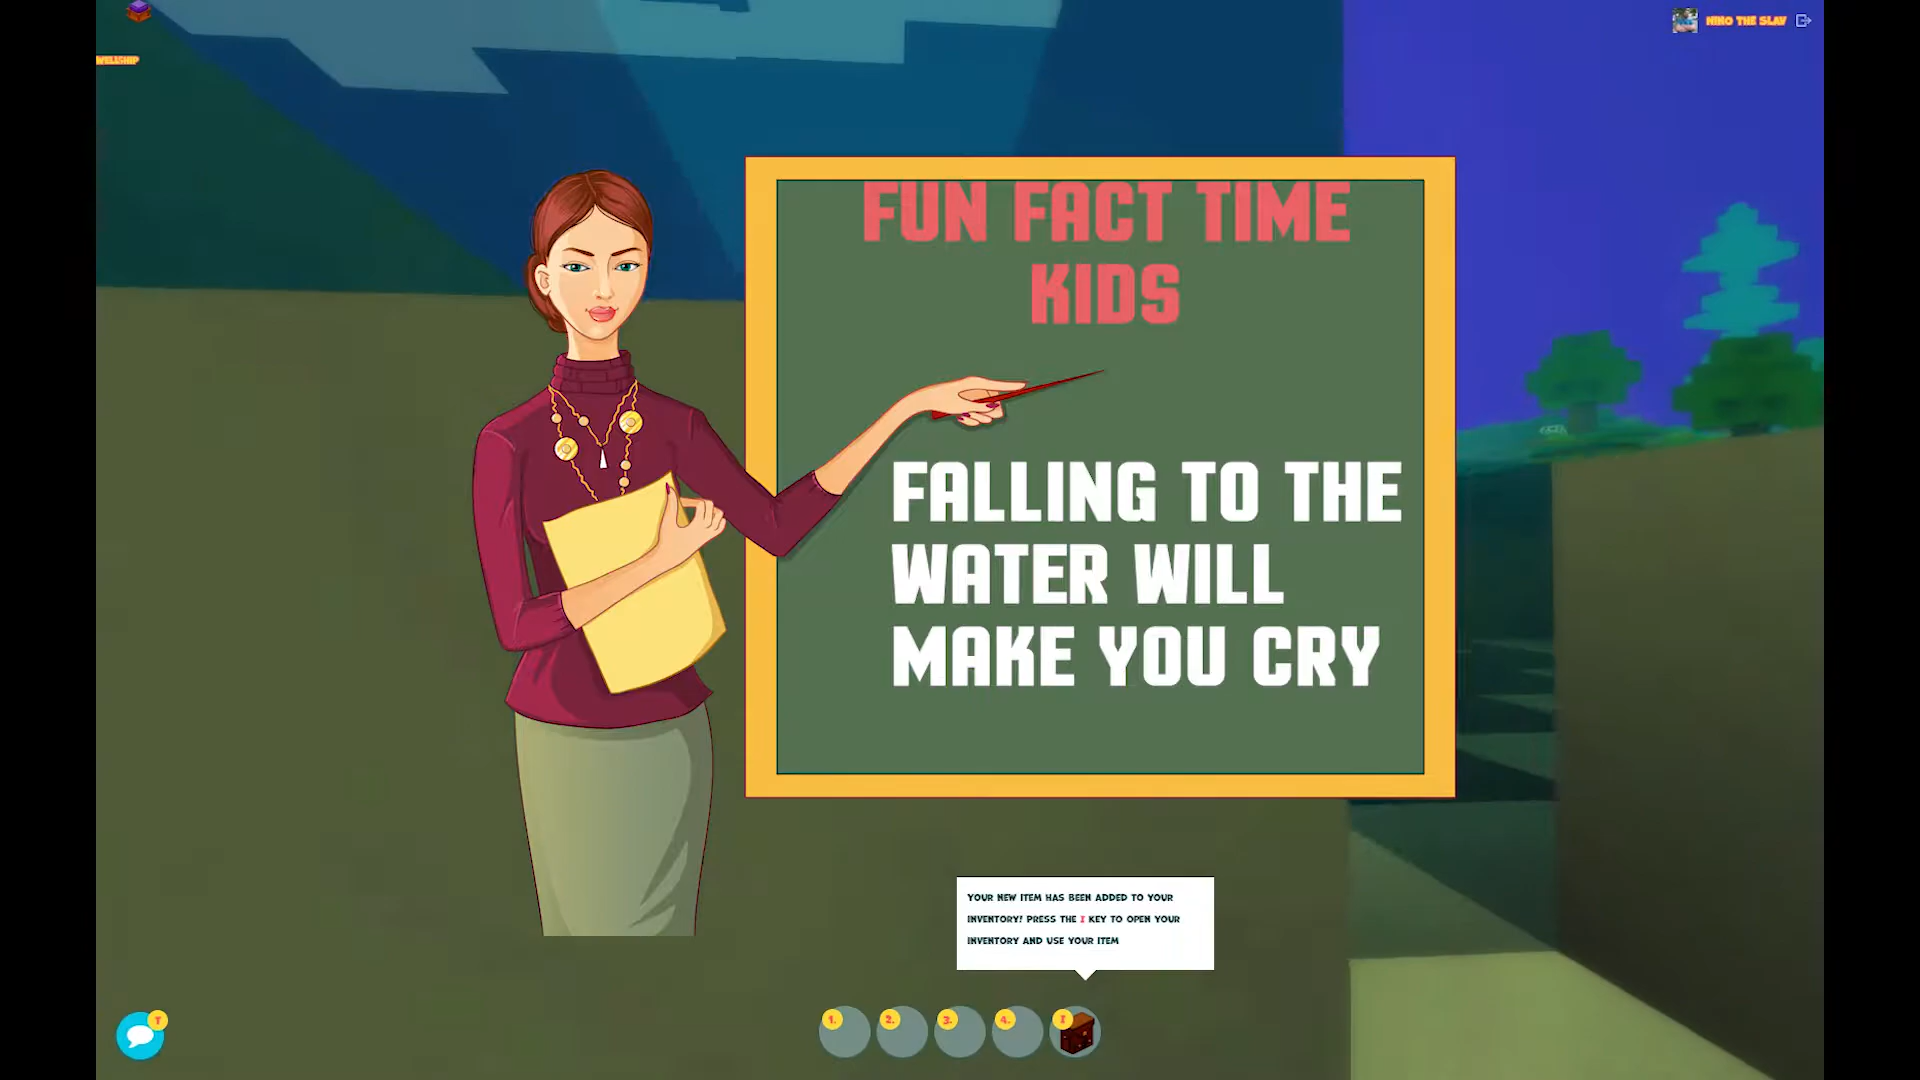 NINO THE SLAV
WELLSHIP
FUN FACT TIME
KIDS
FALLING TO THE
WATER WILL
MAKE YOU CRY
YOUR NEW ITEM HAS BEEN ADDED TO YOUR
INVENTORY! PRESS THE I KEY TO OPEN YOUR
INVENTORY AND USE YOUR ITEM
T
1. 2. 3. 4. I